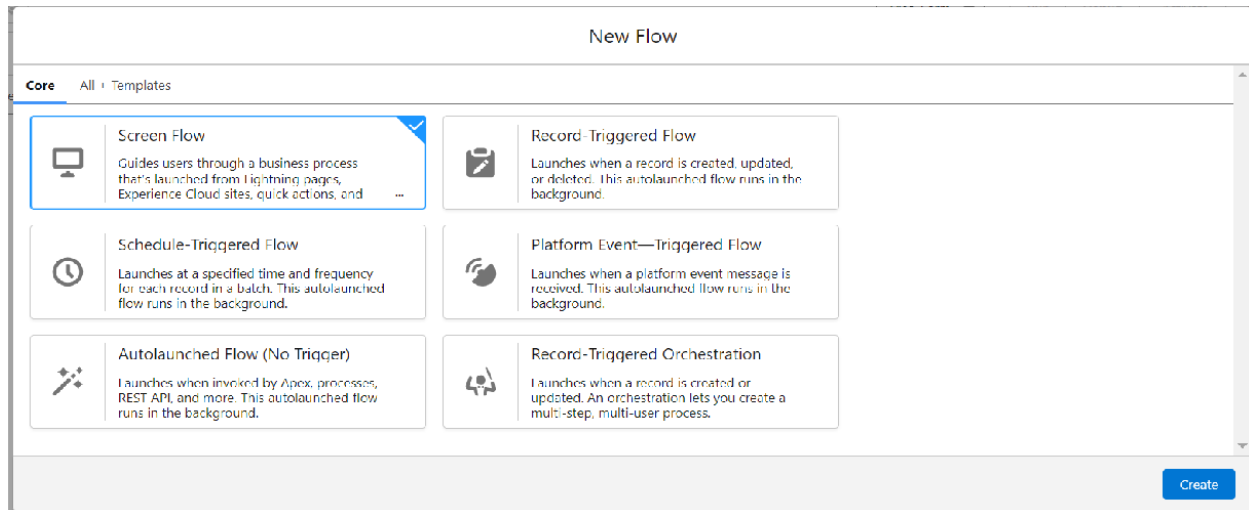 New Flow
Core All + Templates
Screen Flow
Guides users through a business process
that's launched from Lightning pages,
Experience Cloud sites, quick actions, and ...
Record-Triggered Flow
Launches when a record is created, updated,
or deleted. This autolaunched flow runs in the
background.
Schedule-Triggered Flow
Launches at a specified time and frequency
for each record in a batch. This autolaunched
flow runs in the background.
Platform Event—Triggered Flow
Launches when a platform event message is
received. This autolaunched flow runs in the
background.
Autolaunched Flow (No Trigger)
Launches when invoked by Apex, processes,
REST API, and more. This autolaunched flow
runs in the background.
Record-Triggered Orchestration
Launches when a record is created or
updated. An orchestration lets you create a
multi-step, multi-user process.
Create